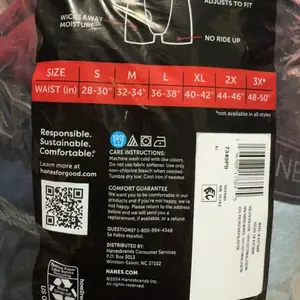 WICKS AWAY
MOISTURE
ADJUSTS TO FIT
NO RIDE UP
SIZE S M L XL 2X 3X*
WAIST (in) 28-30" 32-34" 36-38" 40-42" 44-46" 48-50"
*not available in all styles
Responsible.
Sustainable.
Comfortable.®
Learn more at
hanesforgood.com
CARE INSTRUCTIONS:
Machine wash cold with like colors.
Do not use fabric softener. Use only
non-chlorine bleach when needed.
Tumble dry low. Cool iron if needed.
COMFORT GUARANTEE
We want you to be comfortable in our
products and if you're not happy, we're
not happy. Please return to the address
below and we will send you a
replacement, if available, or a refund.
QUESTIONS? 1-800-994-4348
Se habla español.
DISTRIBUTED BY:
Hanesbrands Consumer Services
P.O. Box 3013
Winston-Salem, NC 27102
HANES.COM
©2024 Hanesbrands Inc.
7349P0